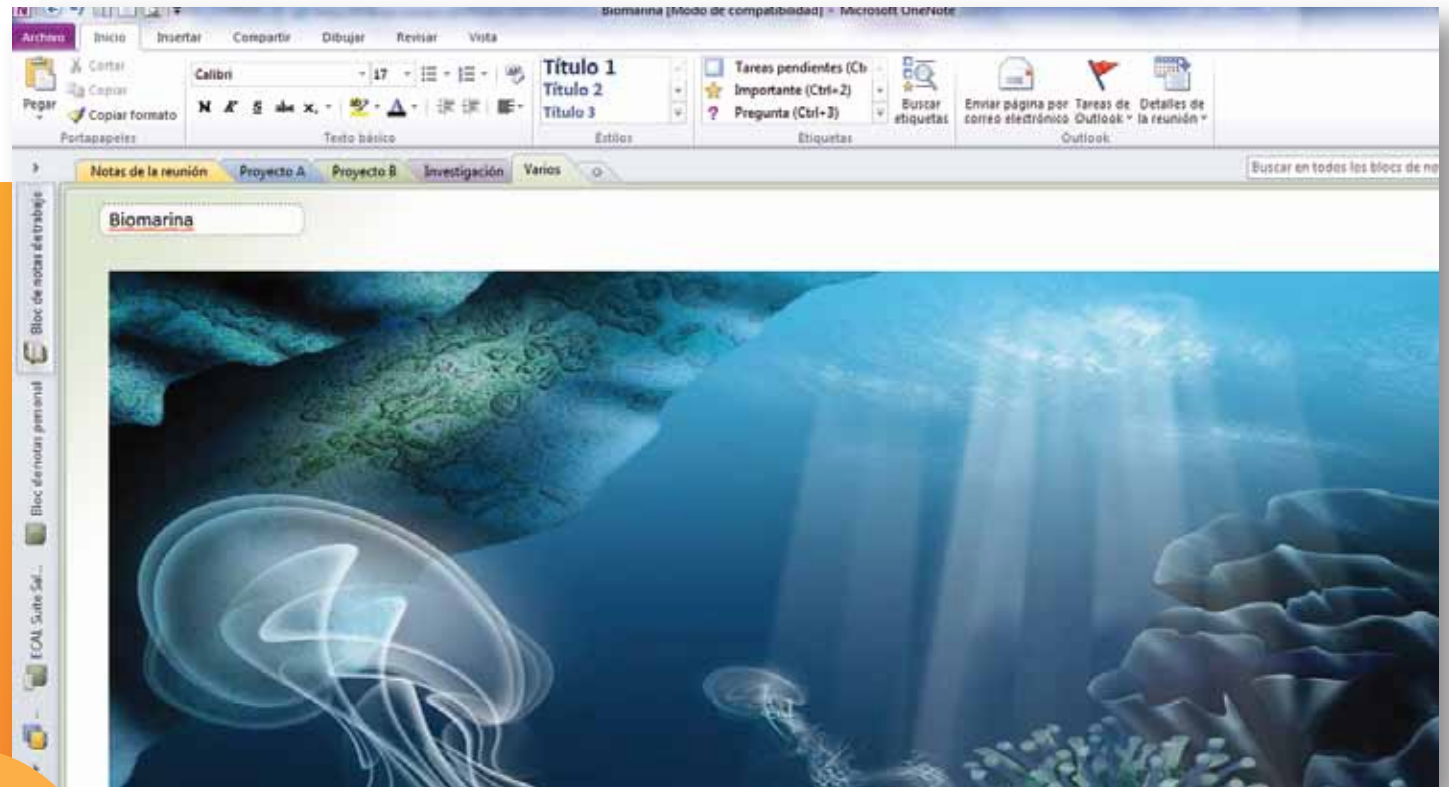 Biomarina [Modo de compatibilidad] - Microsoft OneNote
Archivo Inicio Insertar Compartir Dibujar Revisar Vista
Pegar
Cortar
Copiar
Copiar formato
Portapapeles
Calibri 17
N K S abc x,
A
Texto básico
Título 1
Título 2
Título 3
Estilos
Tareas pendientes (Ct
Importante (Ctrl+2)
Pregunta (Ctrl+3)
Buscar etiquetas
Etiquetas
Enviar página por correo electrónico
Tareas de Outlook
Detalles de la reunión
Outlook
Notas de la reunión Proyecto A Proyecto B Investigación Varios
Buscar en todos los blocs de no
Bloc de notas de trabajo
Bloc de notas personal
ECAL Suite Sal...
...
Biomarina